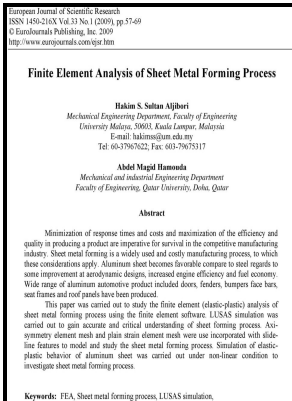 European Journal of Scientific Research
ISSN 1450-216X Vol.33 No.1 (2009), pp.57-69
© EuroJournals Publishing, Inc. 2009
http://www.eurojournals.com/ejsr.htm
Finite Element Analysis of Sheet Metal Forming Process
Hakim S. Sultan Aljibori
Mechanical Engineering Department, Faculty of Engineering
University Malaya, 50603, Kuala Lumpur, Malaysia
E-mail: hakimss@um.edu.my
Tel: 60-37967622; Fax: 603-79675317
Abdel Magid Hamouda
Mechanical and industrial Engineering Department
Faculty of Engineering, Qatar University, Doha, Qatar
Abstract
Minimization of response times and costs and maximization of the efficiency and
quality in producing a product are imperative for survival in the competitive manufacturing
industry. Sheet metal forming is a widely used and costly manufacturing process, to which
these considerations apply. Aluminum sheet becomes favorable compare to steel regards to
some improvement at aerodynamic designs, increased engine efficiency and fuel economy.
Wide range of aluminum automotive product included doors, fenders, bumpers face bars,
seat frames and roof panels have been produced.
This paper was carried out to study the finite element (elastic-plastic) analysis of
sheet metal forming process using the finite element software. LUSAS simulation was
carried out to gain accurate and critical understanding of sheet forming process. Axi-
symmetry element mesh and plain strain element mesh were use incorporated with slide-
line features to model and study the sheet metal forming process. Simulation of elastic-
plastic behavior of aluminum sheet was carried out under non-linear condition to
investigate sheet metal forming process.
Keywords: FEA, Sheet metal forming process, LUSAS simulation,